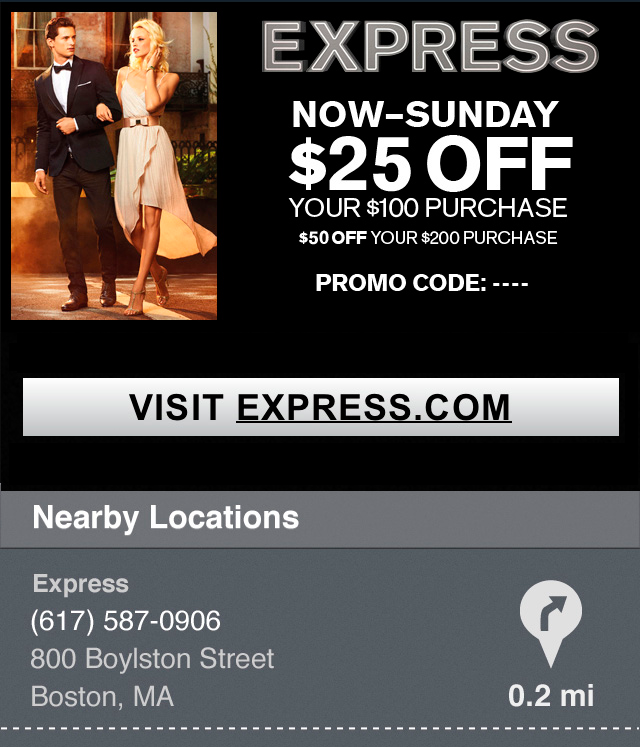 EXPRESS
NOW–SUNDAY
$25 OFF
YOUR $100 PURCHASE
$50 OFF YOUR $200 PURCHASE
PROMO CODE: ----
VISIT EXPRESS.COM
Nearby Locations
Express
(617) 587-0906
800 Boylston Street
Boston, MA
0.2 mi